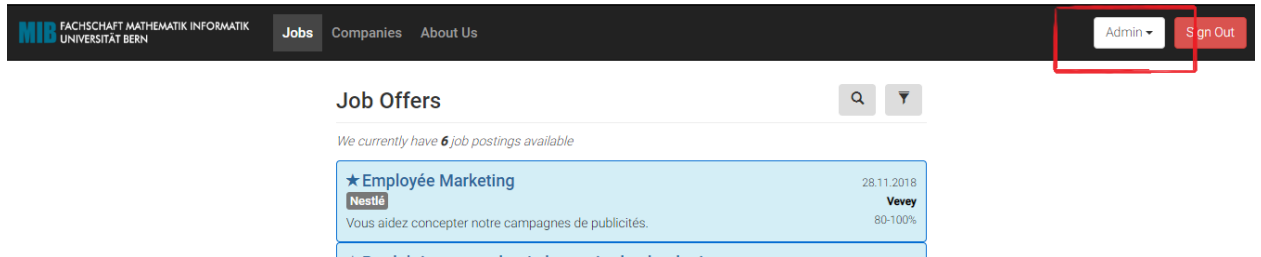 MIB FACHSCHAFT MATHEMATIK INFORMATIK
UNIVERSITÄT BERN
Jobs Companies About Us
Admin
Sign Out
Job Offers
We currently have 6 job postings available
★Employée Marketing
28.11.2018
Nestlé
Vevey
Vous aidez concepter notre campagnes de publicités.
80-100%